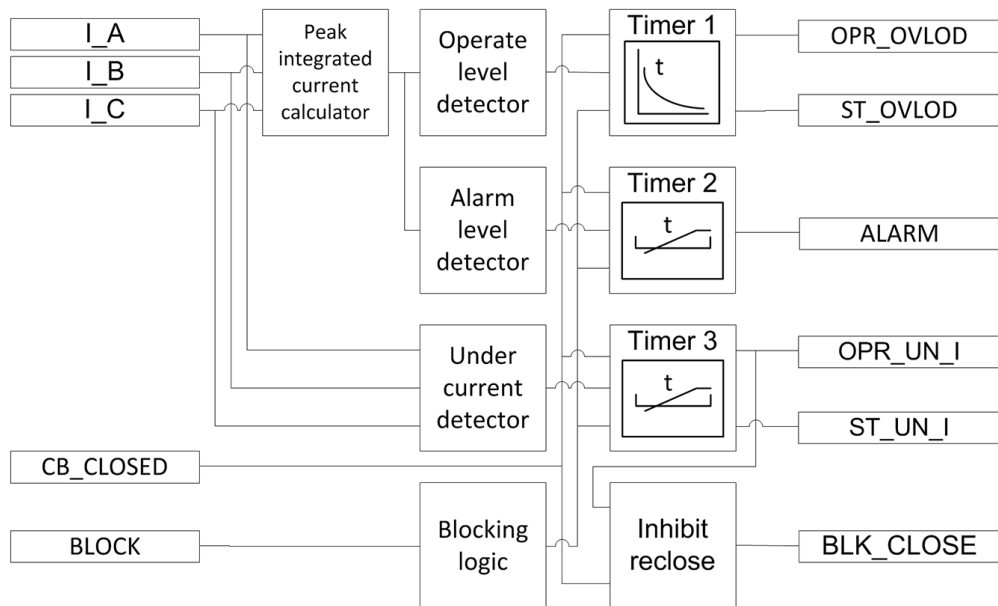 I_A
I_B
I_C
Peak
integrated
current
calculator
Operate
level
detector
Timer 1
t
OPR_OVLOD
ST_OVLOD
Alarm
level
detector
Timer 2
t
ALARM
Under
current
detector
Timer 3
t
OPR_UN_I
ST_UN_I
CB_CLOSED
BLOCK
Blocking
logic
Inhibit
reclose
BLK_CLOSE